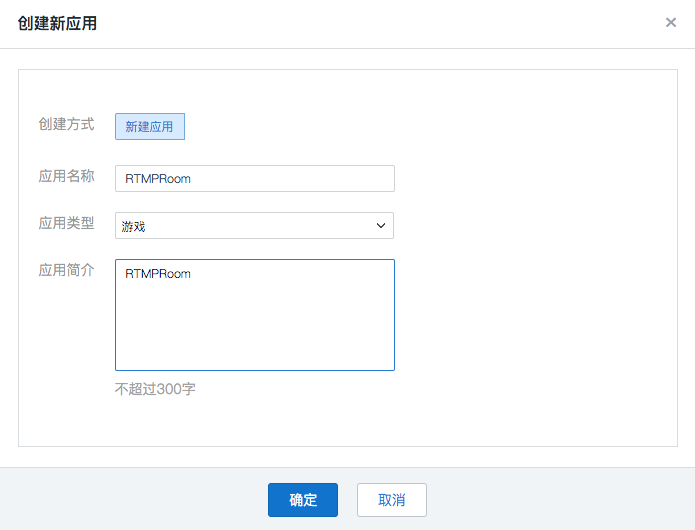 创建新应用
创建方式 新建应用
应用名称 RTMPRoom
应用类型 游戏
应用简介 RTMPRoom
不超过300字
确定 取消